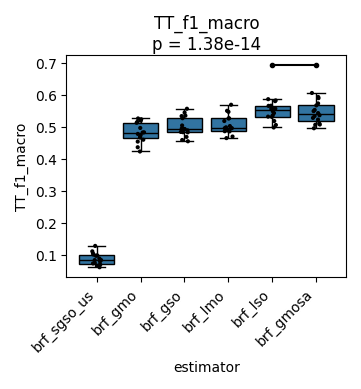 TT_f1_macro
p = 1.38e-14
TT_f1_macro
0.7
0.6
0.5
0.4
0.3
0.2
0.1
brf_sgso_us
brf_gmo
brf_gso
brf_lmo
brf_lso
brf_gmosa
estimator